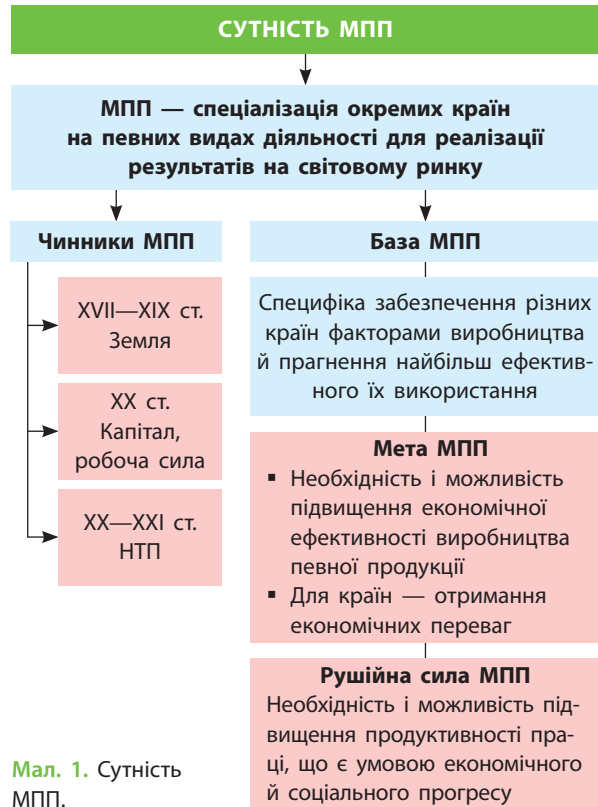 СУТНІСТЬ МПП
МПП — спеціалізація окремих країн
на певних видах діяльності для реалізації
результатів на світовому ринку
Чинники МПП
XVII—XIX ст.
Земля
XX ст.
Капітал,
робоча сила
XX—XXI ст.
НТП
База МПП
Специфіка забезпечення різних
країн факторами виробництва
й прагнення найбільш ефектив-
ного їх використання
Мета МПП
▪ Необхідність і можливість
підвищення економічної
ефективності виробництва
певної продукції
▪ Для країн — отримання
економічних переваг
Рушійна сила МПП
Необхідність і можливість під-
вищення продуктивності пра-
ці, що є умовою економічного
й соціального прогресу
Мал. 1. Сутність
МПП.